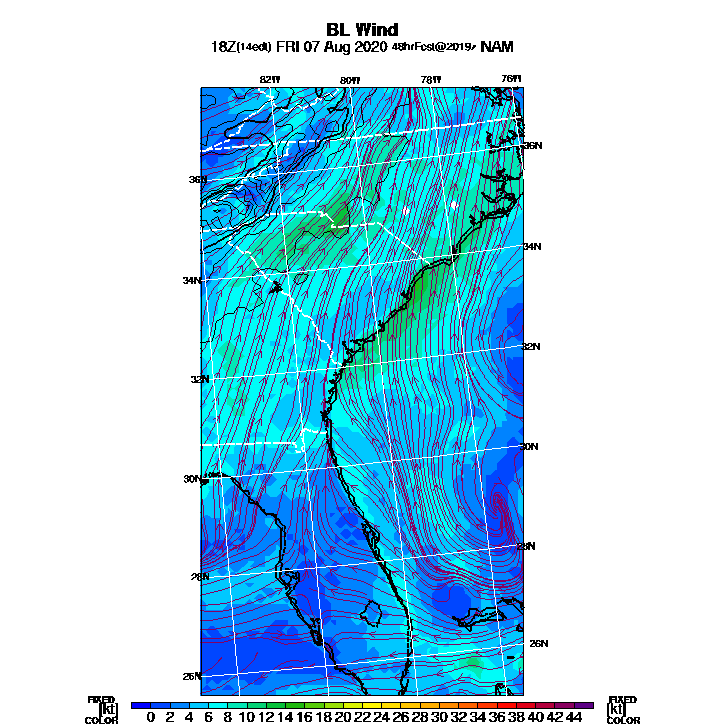 BL Wind
18Z(14edt) FRI 07 Aug 2020 48hrFcst@2019z NAM
82W 80W 78W 76W
36N
36N
34N
34N
32N
32N
30N
30N
28N
28N
26N
26N
FIXED FIXED
[kt] 0 2 4 6 8 10 12 14 16 18 20 22 24 26 28 30 32 34 36 38 40 42 44 [kt]
COLOR COLOR